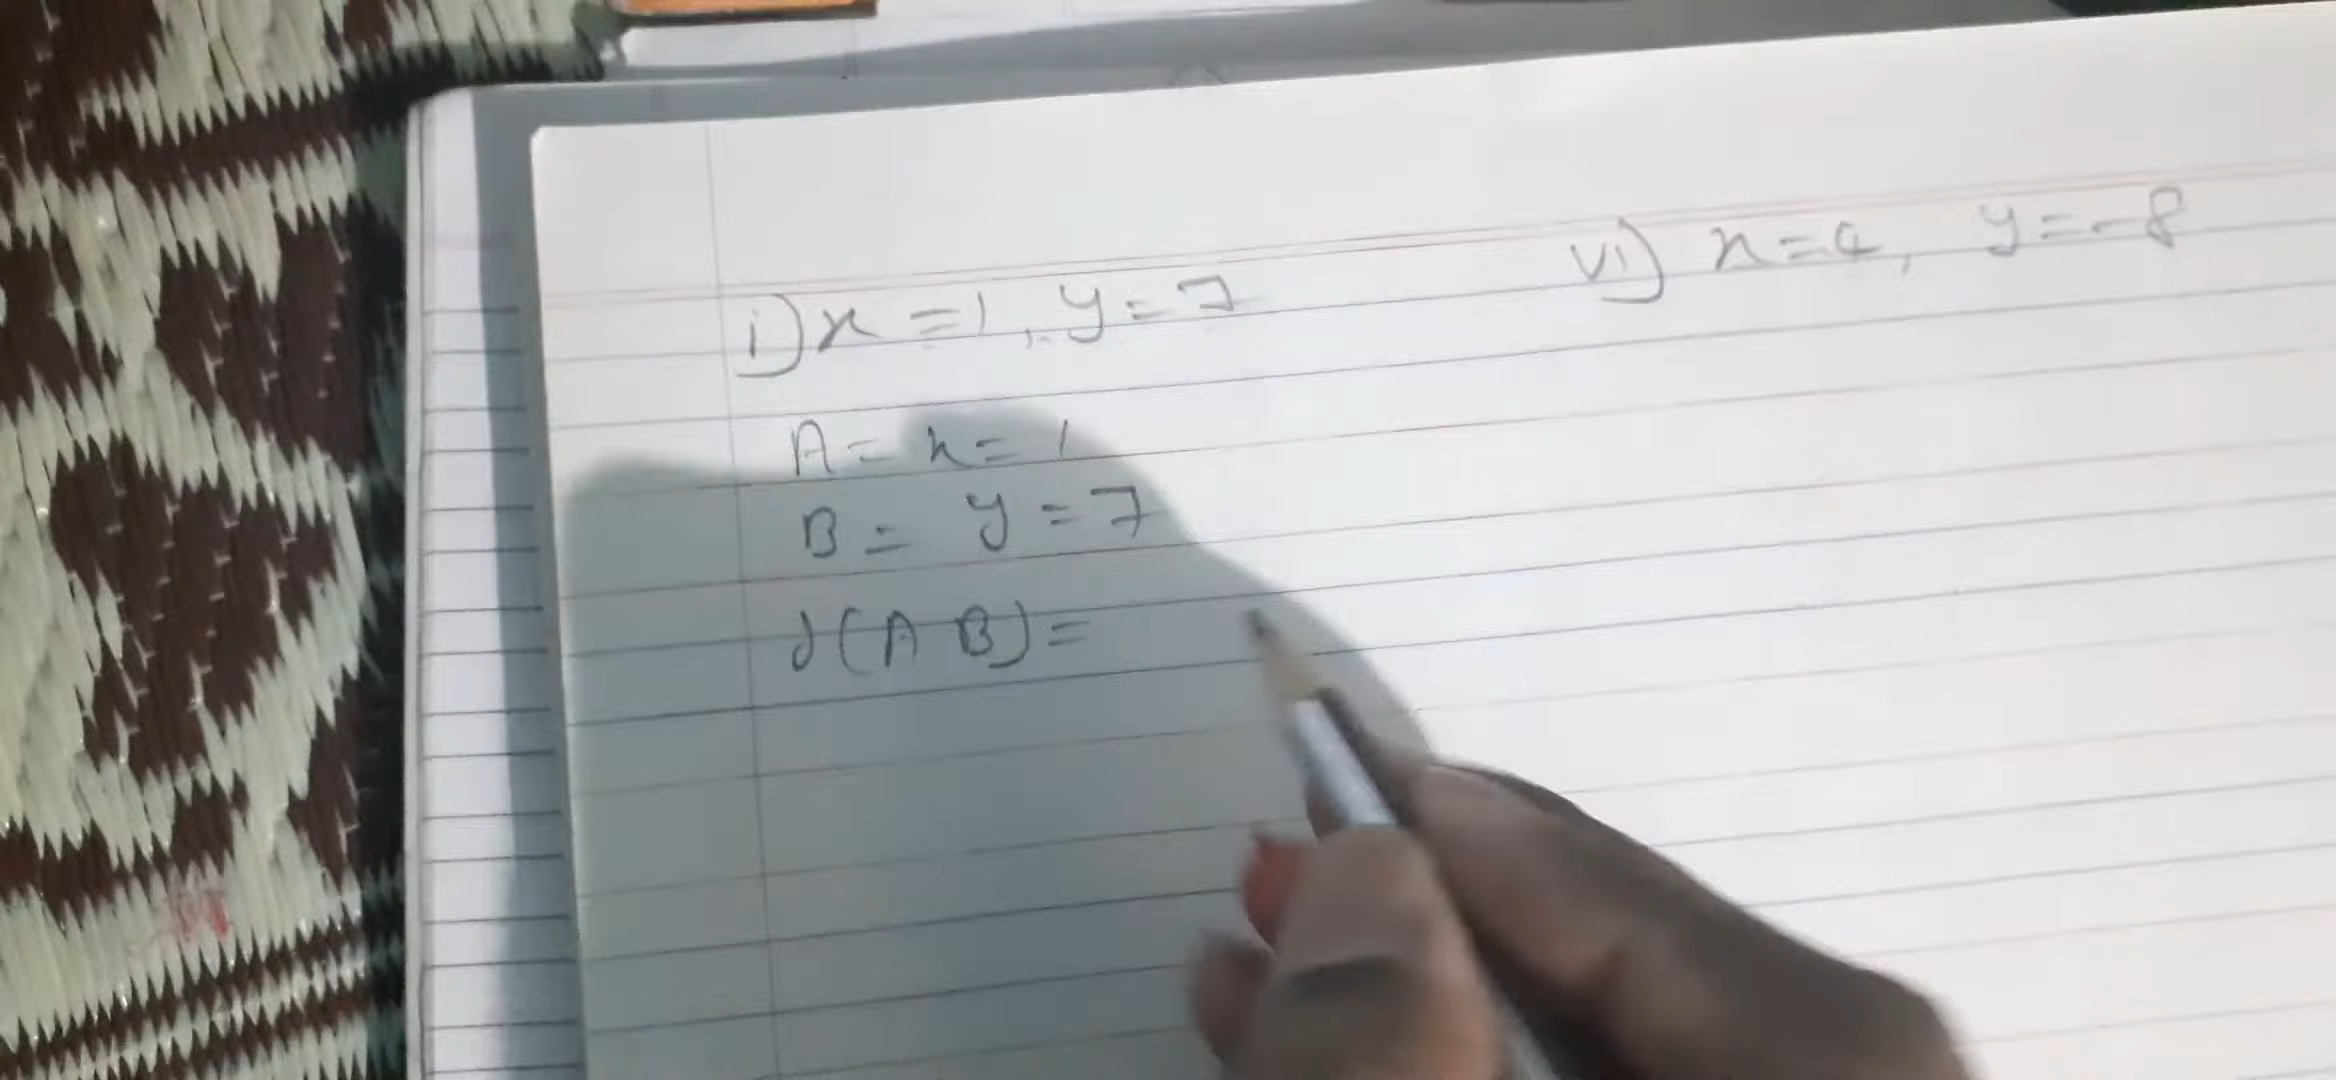 i) x = 1, y = 7
vi) x = 4, y = -8
A = x = 1
B = y = 7
d(A B) =